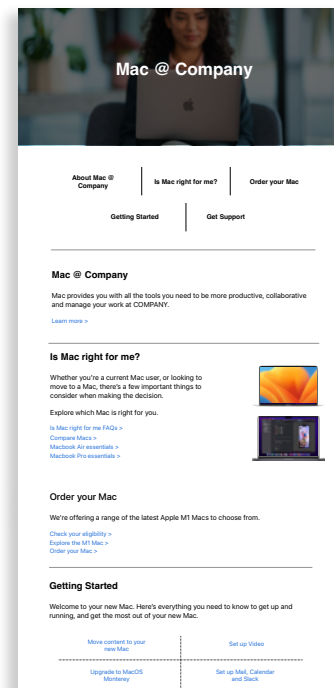 Mac @ Company
About Mac @
Company
Is Mac right for me?
Order your Mac
Getting Started
Get Support
Mac @ Company
Mac provides you with all the tools you need to be more productive, collaborative
and manage your work at COMPANY.
Learn more >
Is Mac right for me?
Whether you're a current Mac user, or looking to
move to a Mac, there's a few important things to
consider when making the decision.
Explore which Mac is right for you.
Is Mac right for me FAQs >
Compare Macs >
Macbook Air essentials >
Macbook Pro essentials >
Order your Mac
We're offering a range of the latest Apple M1 Macs to choose from.
Check your eligibility >
Explore the M1 Mac >
Order your Mac >
Getting Started
Welcome to your new Mac. Here's everything you need to know to get up and
running, and get the most out of your new Mac.
Move content to your
new Mac
Set up Video
Upgrade to MacOS
Monterey
Set up Mail, Calendar
and Slack